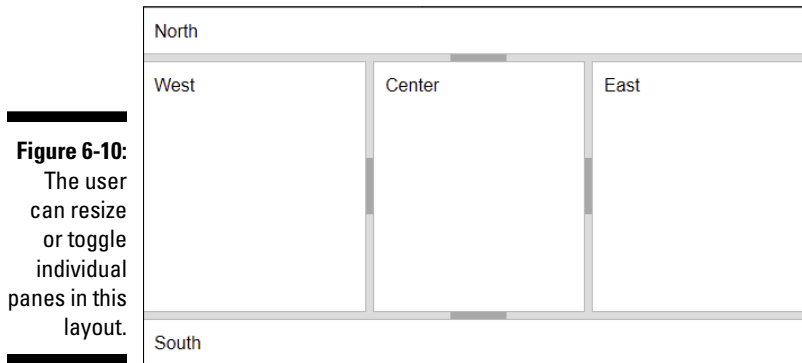 North
West
Center
East
South
Figure 6-10:
The user
can resize
or toggle
individual
panes in this
layout.